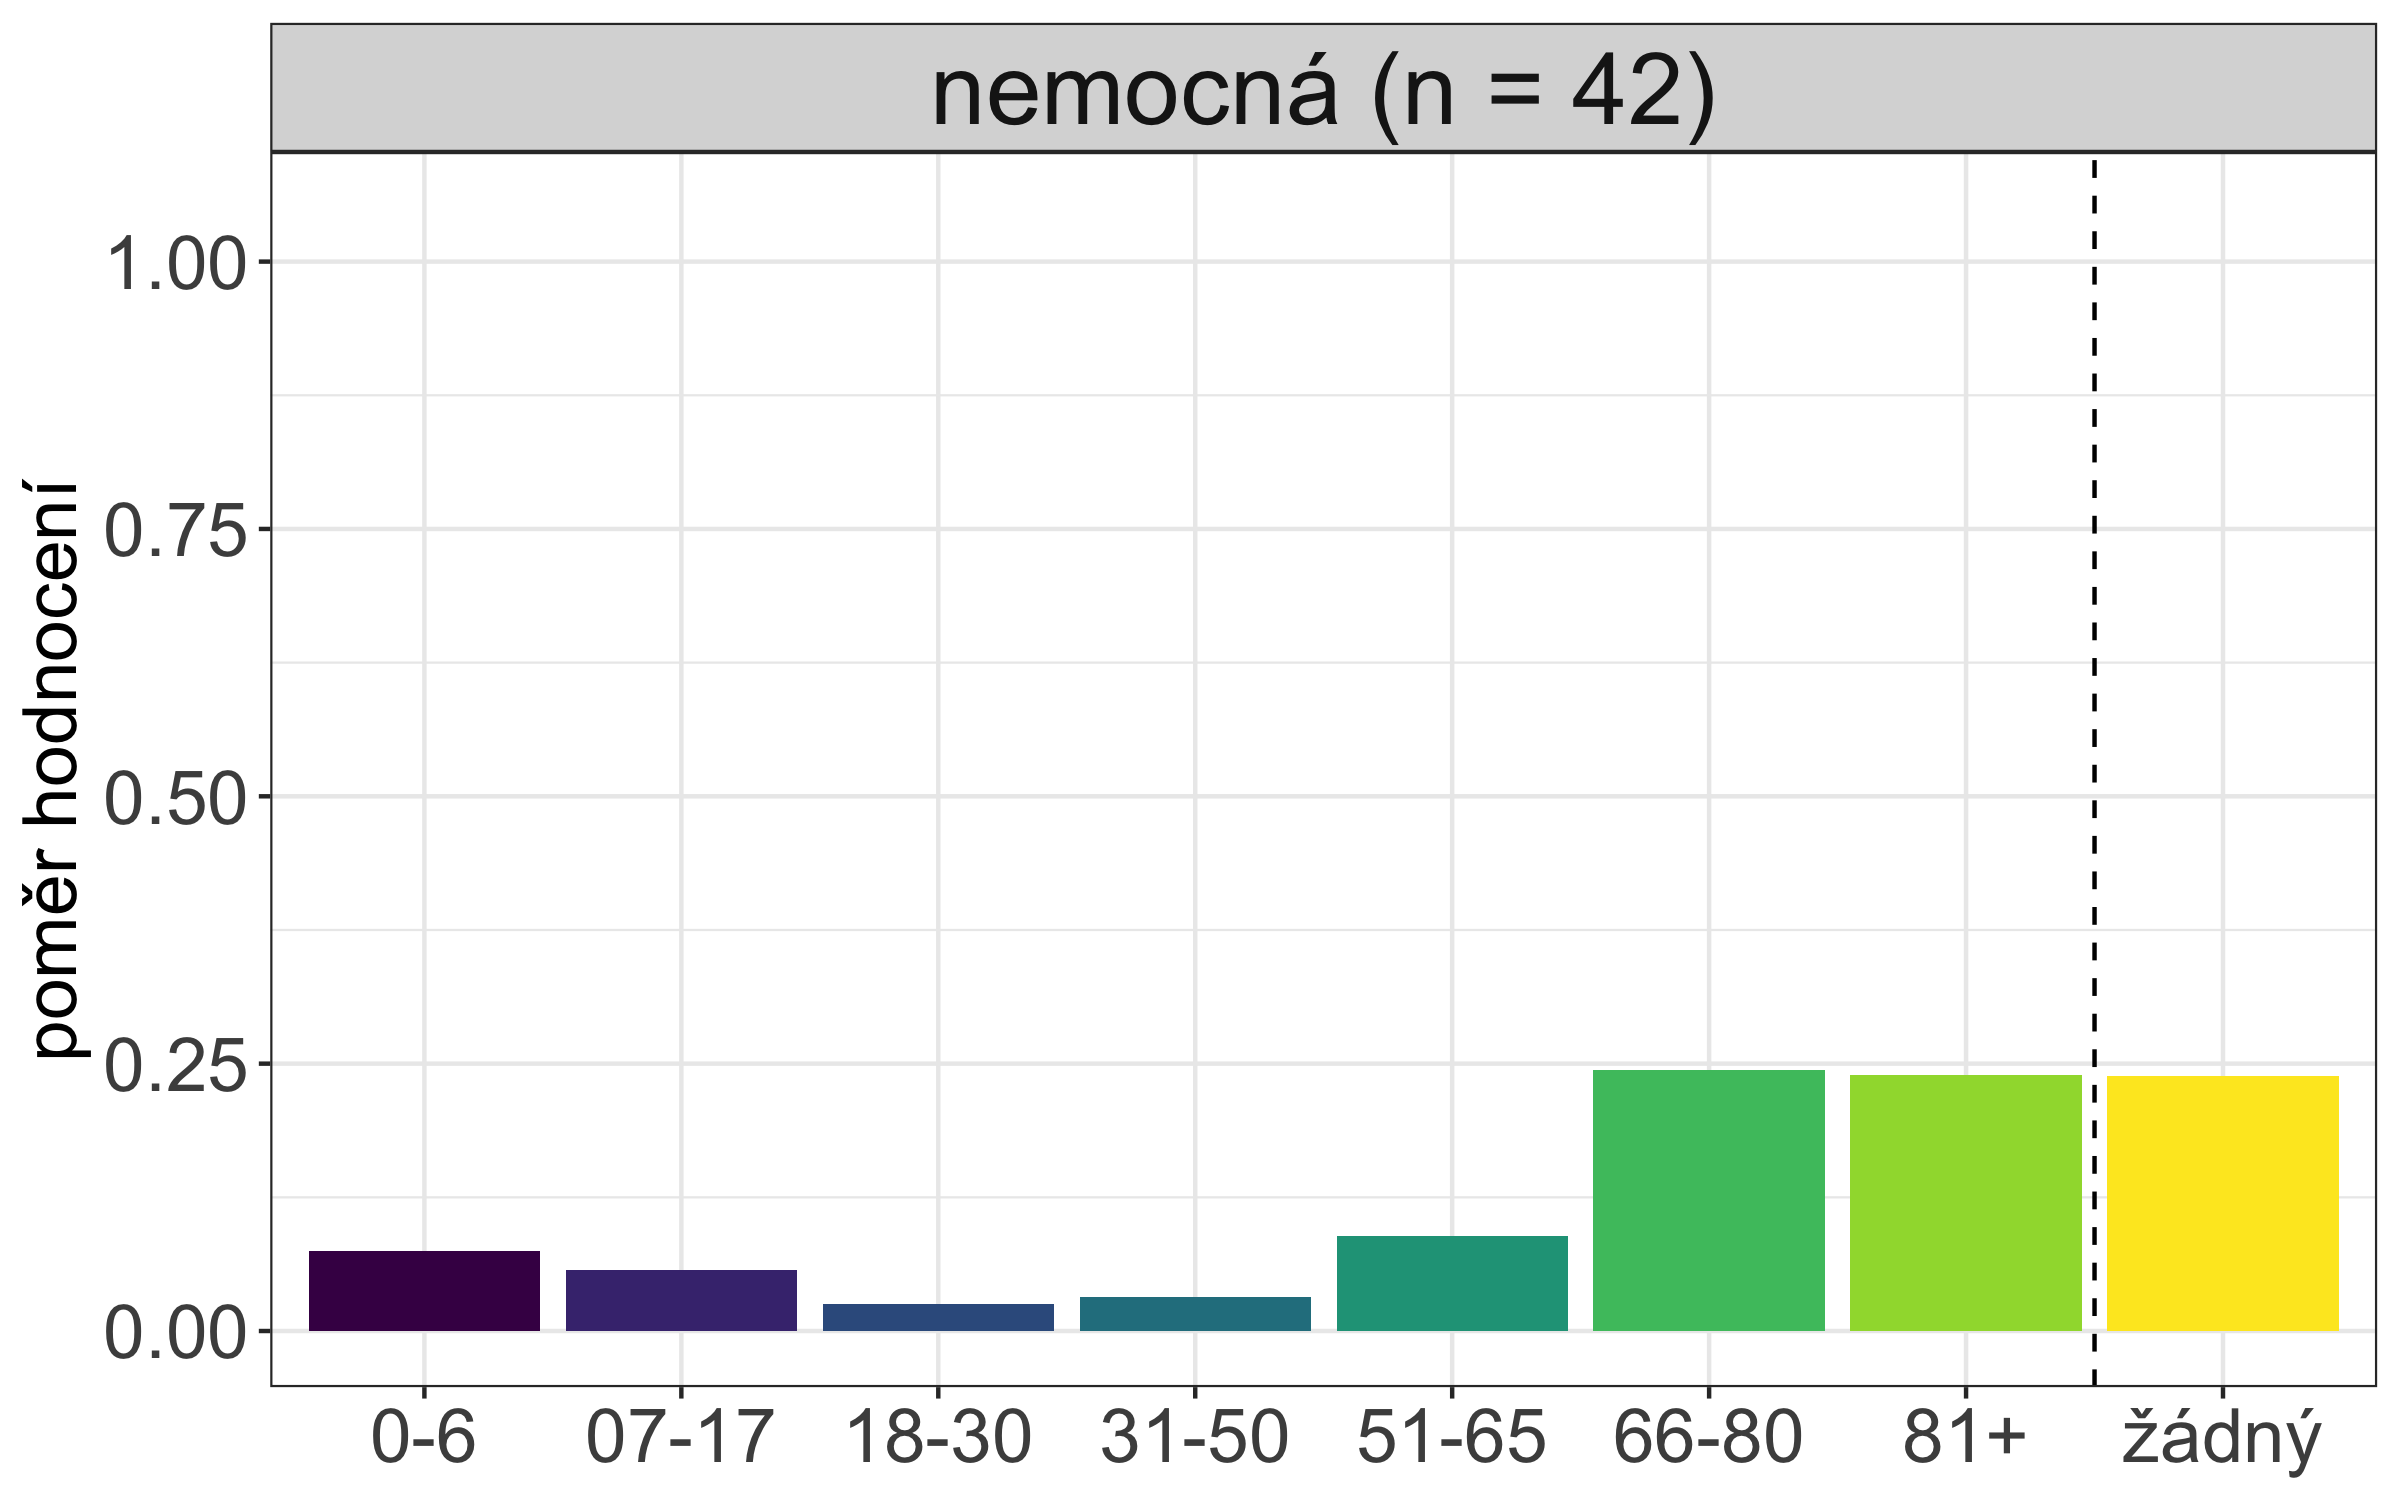 nemocná (n = 42)
poměr hodnocení
1.00
0.75
0.50
0.25
0.00
0-6 07-17 18-30 31-50 51-65 66-80 81+ žádný